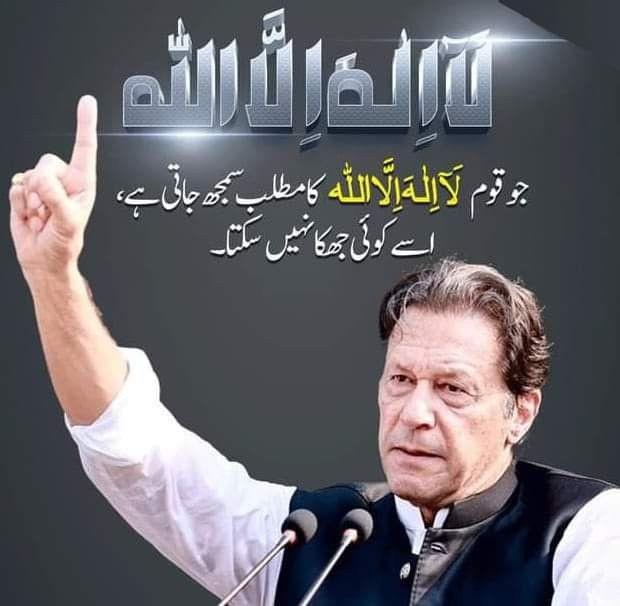 لَآ اِلٰهَ اِلَّا اللّٰه
جو قوم لَآ اِلٰهَ اِلَّا اللّٰه کا مطلب سمجھ جاتی ہے،
اسے کوئی جھکا نہیں سکتا۔